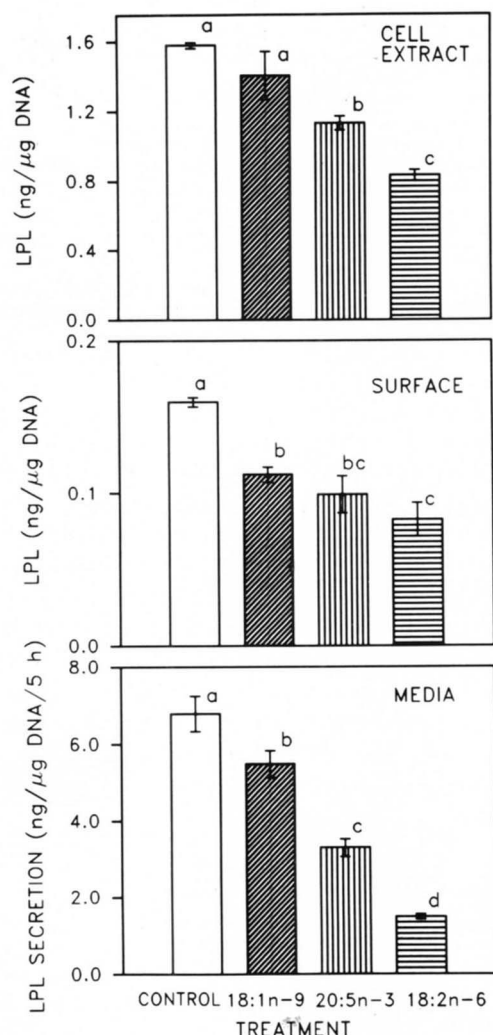 CELL
EXTRACT
LPL (ng/μg DNA)
1.6
1.2
0.8
0.4
0.0
a
a
b
c
SURFACE
LPL (ng/μg DNA)
0.2
0.1
0.0
a
b
bc
c
MEDIA
LPL SECRETION (ng/μg DNA/5 h)
8.0
6.0
4.0
2.0
0.0
a
b
c
d
CONTROL 18:1n-9 20:5n-3 18:2n-6
TREATMENT